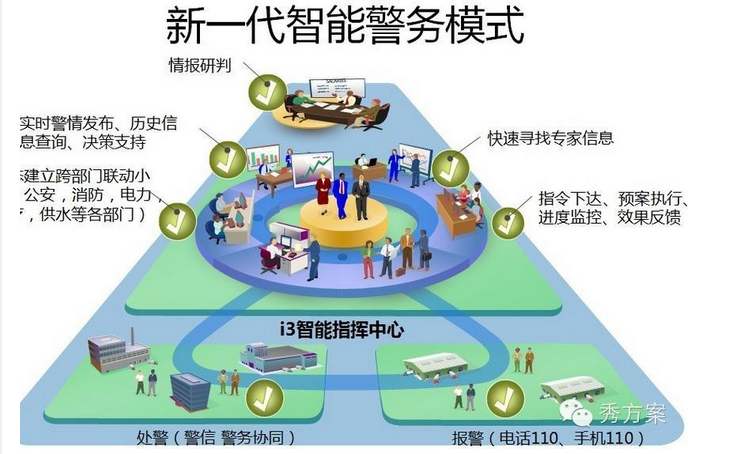 新一代智能警务模式
情报研判
实时警情发布、历史信
息查询、决策支持
快速寻找专家信息
建立跨部门联动小
公安，消防，电力，
供水等各部门）
指令下达、预案执行、
进度监控、效果反馈
i3智能指挥中心
处警（警信 警务协同）
报警（电话110、手机110）
秀方案